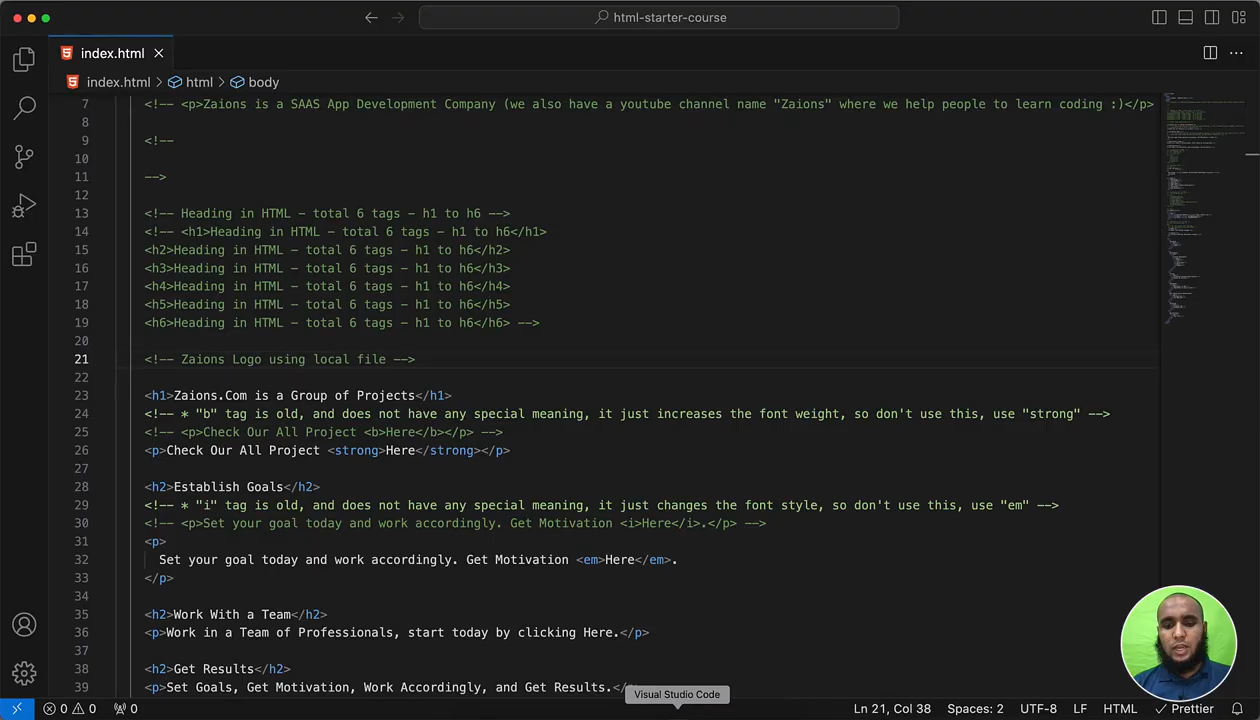 html-starter-course
index.html
index.html > html > body
7 <!-- <p>Zaions is a SAAS App Development Company (we also have a youtube channel name "Zaions" where we help people to learn coding :)</p>
8
9 <!--
10
11 -->
12
13 <!-- Heading in HTML - total 6 tags - h1 to h6 -->
14 <!-- <h1>Heading in HTML - total 6 tags - h1 to h6</h1>
15 <h2>Heading in HTML - total 6 tags - h1 to h6</h2>
16 <h3>Heading in HTML - total 6 tags - h1 to h6</h3>
17 <h4>Heading in HTML - total 6 tags - h1 to h6</h4>
18 <h5>Heading in HTML - total 6 tags - h1 to h6</h5>
19 <h6>Heading in HTML - total 6 tags - h1 to h6</h6> -->
20
21 <!-- Zaions Logo using local file -->
22
23 <h1>Zaions.Com is a Group of Projects</h1>
24 <!-- * "b" tag is old, and does not have any special meaning, it just increases the font weight, so don't use this, use "strong" -->
25 <!-- <p>Check Our All Project <b>Here</b></p> -->
26 <p>Check Our All Project <strong>Here</strong></p>
27
28 <h2>Establish Goals</h2>
29 <!-- * "i" tag is old, and does not have any special meaning, it just changes the font style, so don't use this, use "em" -->
30 <!-- <p>Set your goal today and work accordingly. Get Motivation <i>Here</i>.</p> -->
31 <p>
32 Set your goal today and work accordingly. Get Motivation <em>Here</em>.
33 </p>
34
35 <h2>Work With a Team</h2>
36 <p>Work in a Team of Professionals, start today by clicking Here.</p>
37
38 <h2>Get Results</h2>
39 <p>Set Goals, Get Motivation, Work Accordingly, and Get Results.</
Visual Studio Code
0 0 0 Ln 21, Col 38 Spaces: 2 UTF-8 LF HTML Prettier